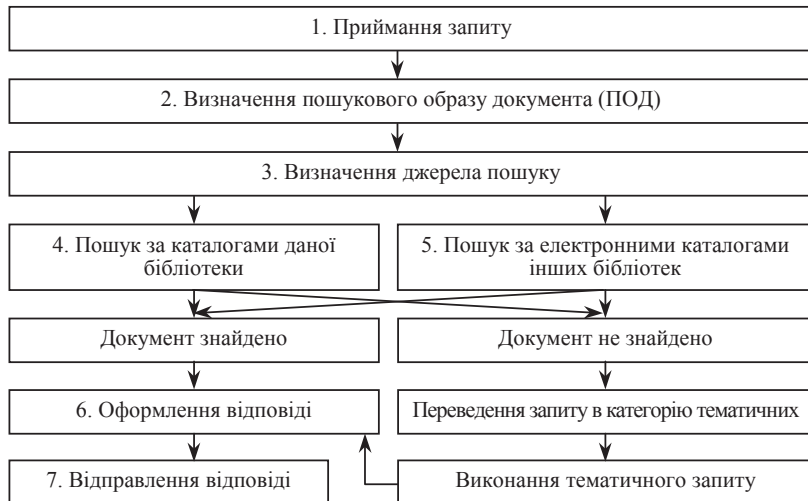 1. Приймання запиту
2. Визначення пошукового образу документа (ПОД)
3. Визначення джерела пошуку
4. Пошук за каталогами даної
бібліотеки
5. Пошук за електронними каталогами
інших бібліотек
Документ знайдено
Документ не знайдено
6. Оформлення відповіді
Переведення запиту в категорію тематичних
7. Відправлення відповіді
Виконання тематичного запиту